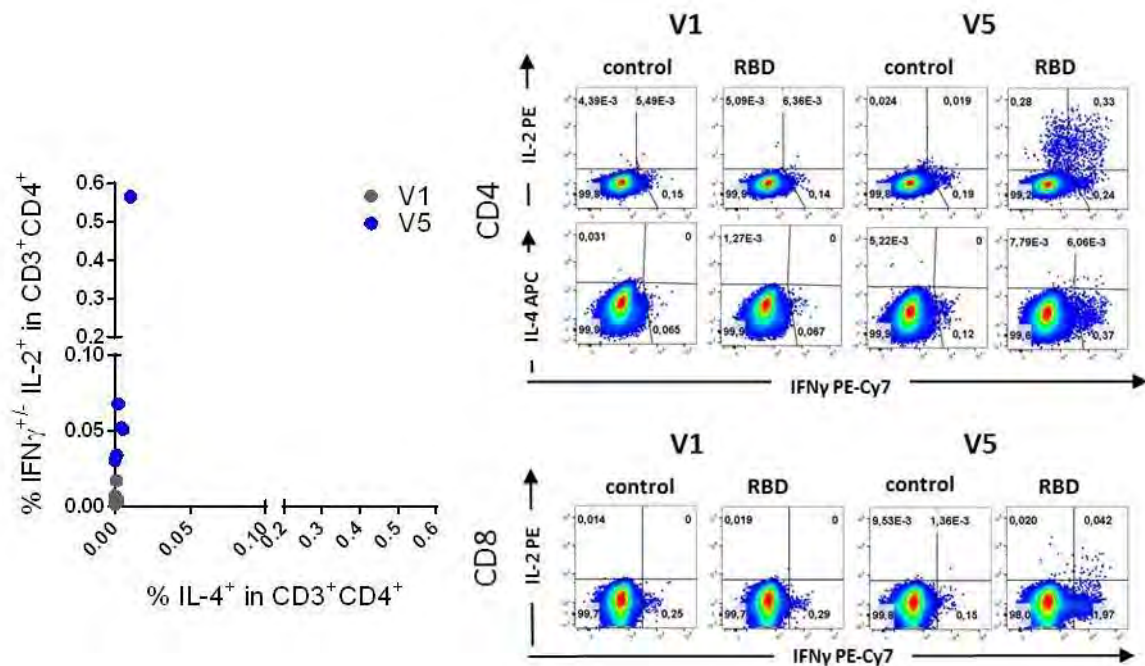 % IFNγ+/- IL-2+ in CD3+CD4+
0.6
0.5
0.4
0.3
0.2
0.10
0.05
0.00
0.00 0.05 0.10 0.2 0.3 0.4 0.5 0.6
% IL-4+ in CD3+CD4+
V1
V5
V1 V5
control RBD control RBD
CD4
IL-2 PE
4,39E-3 5,49E-3 5,09E-3 6,36E-3 0,024 0,019 0,28 0,33
99,8 0,15 99,9 0,14 99,8 0,19 99,2 0,24
IL-4 APC
0,031 0 1,27E-3 0 5,22E-3 0 7,79E-3 6,06E-3
99,9 0,065 99,9 0,067 99,9 0,12 99,6 0,37
IFNγ PE-Cy7
V1 V5
control RBD control RBD
CD8
IL-2 PE
0,014 0 0,019 0 9,53E-3 1,36E-3 0,020 0,042
99,7 0,25 99,7 0,29 99,8 0,15 98,0 1,97
IFNγ PE-Cy7